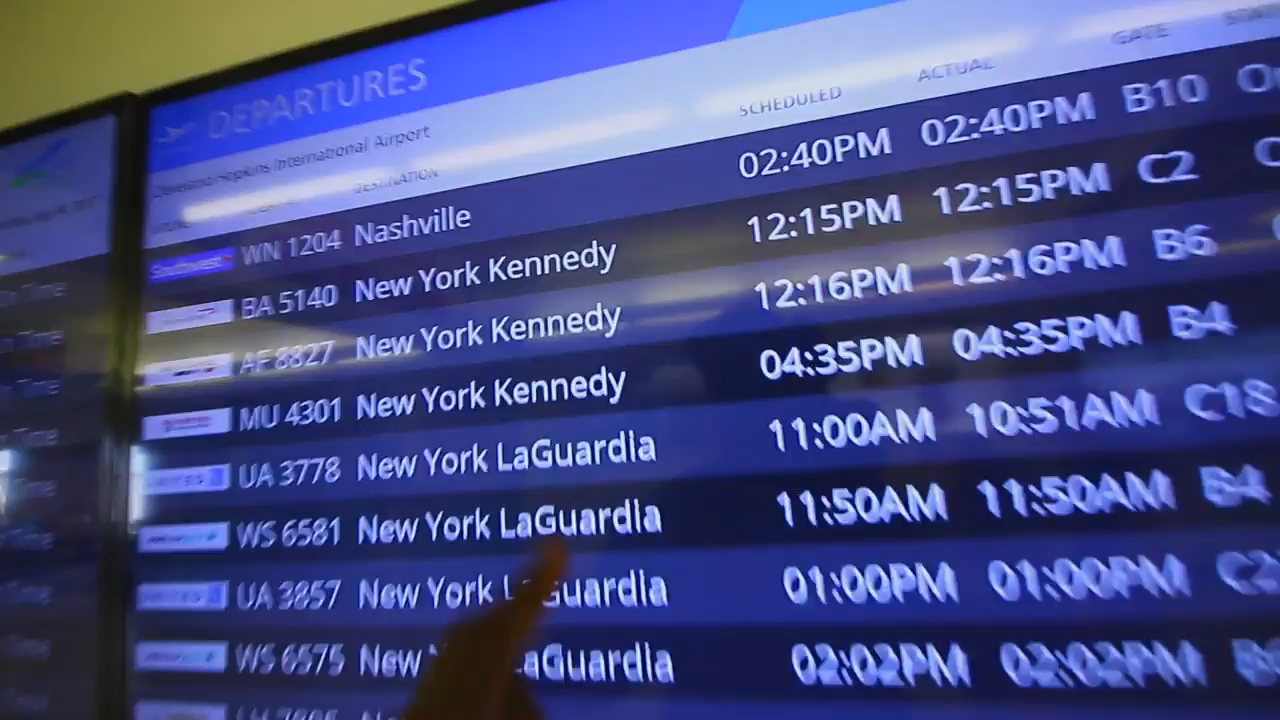 DEPARTURES
Cleveland Hopkins International Airport
DESTINATION SCHEDULED ACTUAL GATE
Southwest WN 1204 Nashville 02:40PM 02:40PM B10
BA 5140 New York Kennedy 12:15PM 12:15PM C2
AF 8827 New York Kennedy 12:16PM 12:16PM B6
MU 4301 New York Kennedy 04:35PM 04:35PM B4
UA 3778 New York LaGuardia 11:00AM 10:51AM C18
WS 6581 New York LaGuardia 11:50AM 11:50AM B4
UA 3857 New York LaGuardia 01:00PM 01:00PM
WS 6575 New LaGuardia 02:02PM 02:02PM